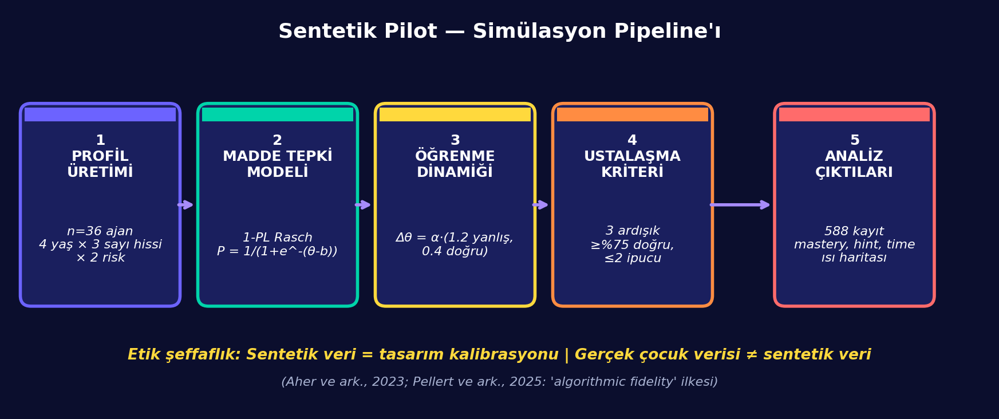 Sentetik Pilot — Simülasyon Pipeline'ı
1
PROFİL
ÜRETİMİ
n=36 ajan
4 yaş × 3 sayı hissi
× 2 risk
2
MADDE TEPKİ
MODELİ
1-PL Rasch
P = 1/(1+e^-(θ-b))
3
ÖĞRENME
DİNAMİĞİ
Δθ = α·(1.2 yanlış,
0.4 doğru)
4
USTALAŞMA
KRİTERİ
3 ardışık
≥%75 doğru,
≤2 ipucu
5
ANALİZ
ÇIKTILARI
588 kayıt
mastery, hint, time
ısı haritası
Etik şeffaflık: Sentetik veri = tasarım kalibrasyonu | Gerçek çocuk verisi ≠ sentetik veri
(Aher ve ark., 2023; Pellert ve ark., 2025: 'algorithmic fidelity' ilkesi)